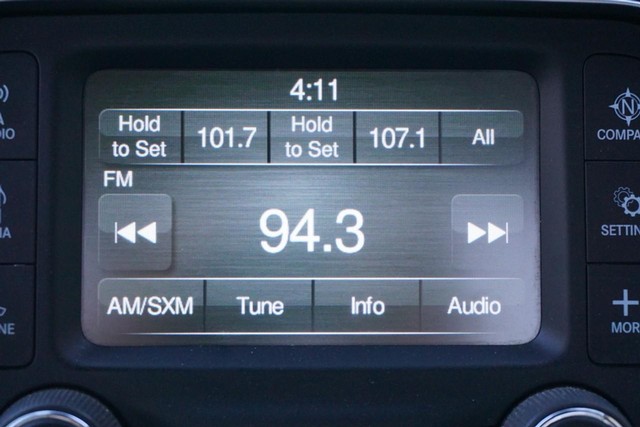 4:11
Hold to Set
101.7
Hold to Set
107.1
All
FM
94.3
AM/SXM Tune Info Audio
COMPA
SETTIN
MOR